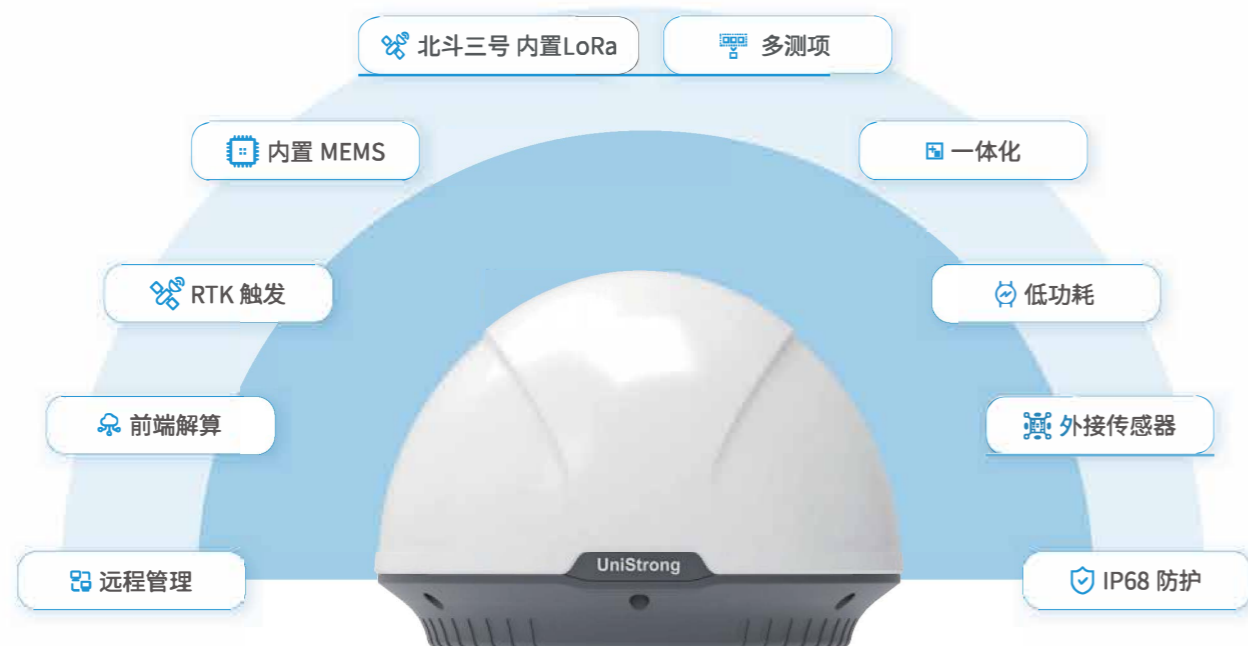 北斗三号 内置LoRa
多测项
内置 MEMS
一体化
RTK 触发
低功耗
前端解算
外接传感器
UniStrong
远程管理
IP68 防护